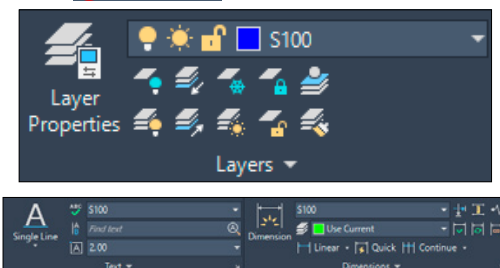 S100
Layer
Properties
Layers
ABC S100
Single Line
Find text
A 2.00
Text
Dimension
S100
Use Current
Linear
Quick
Continue
Dimensions